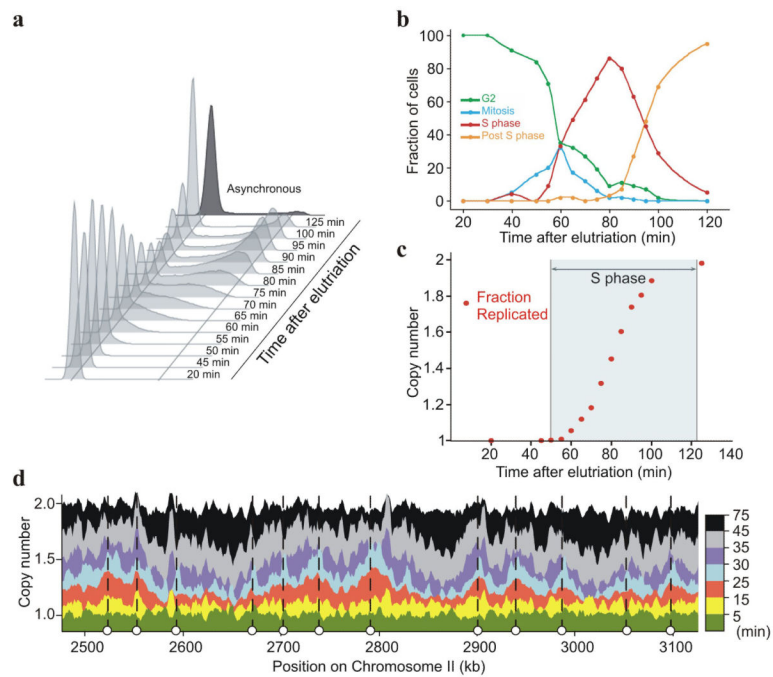 a
Asynchronous
125 min
100 min
95 min
90 min
85 min
80 min
75 min
70 min
65 min
60 min
55 min
50 min
45 min
20 min
Time after elutriation
b
Fraction of cells
100
80
60
40
20
0
G2
Mitosis
S phase
Post S phase
20 40 60 80 100 120
Time after elutriation (min)
c
Copy number
2
1.8
1.6
1.4
1.2
1
S phase
Fraction
Replicated
20 40 60 80 100 120 140
Time after elutriation (min)
d
Copy number
2.0
1.5
1.0
75
45
35
30
25
15
5
(min)
2500 2600 2700 2800 2900 3000 3100
Position on Chromosome II (kb)